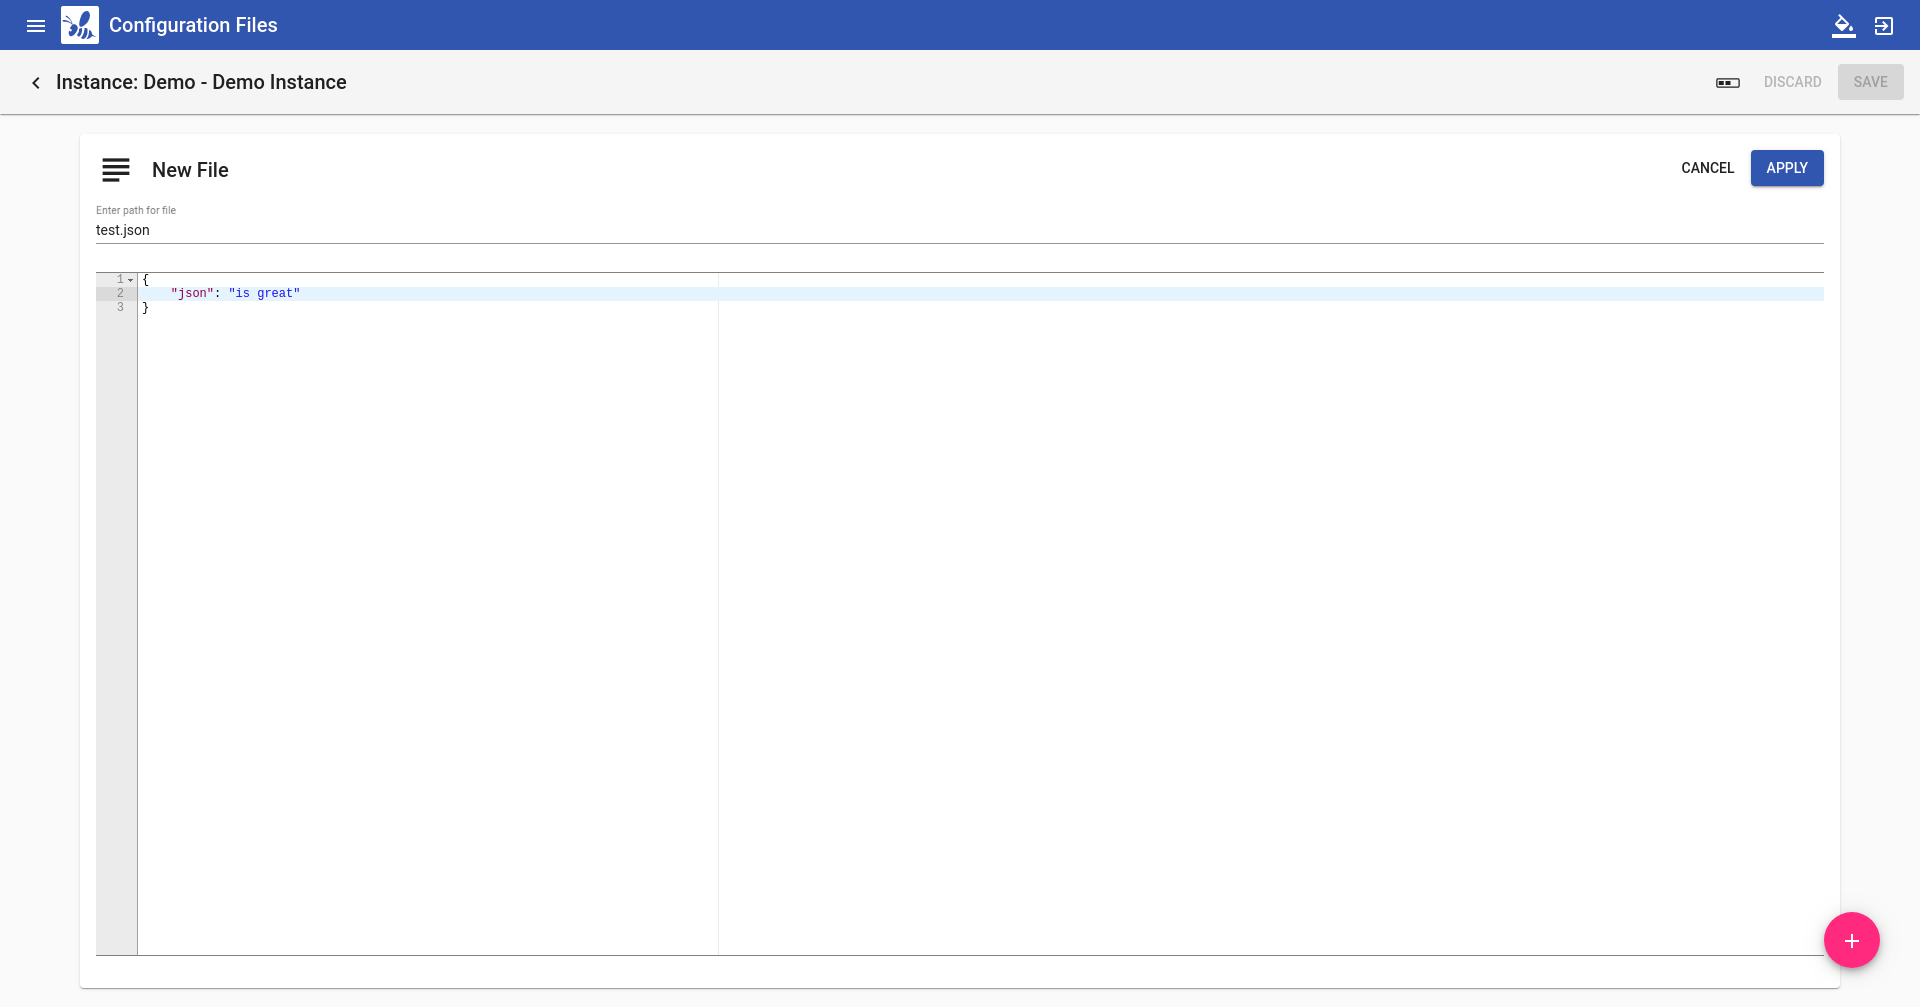 Configuration Files
Instance: Demo - Demo Instance
DISCARD
SAVE
New File
CANCEL
APPLY
Enter path for file
test.json
1 {
2     "json": "is great"
3 }